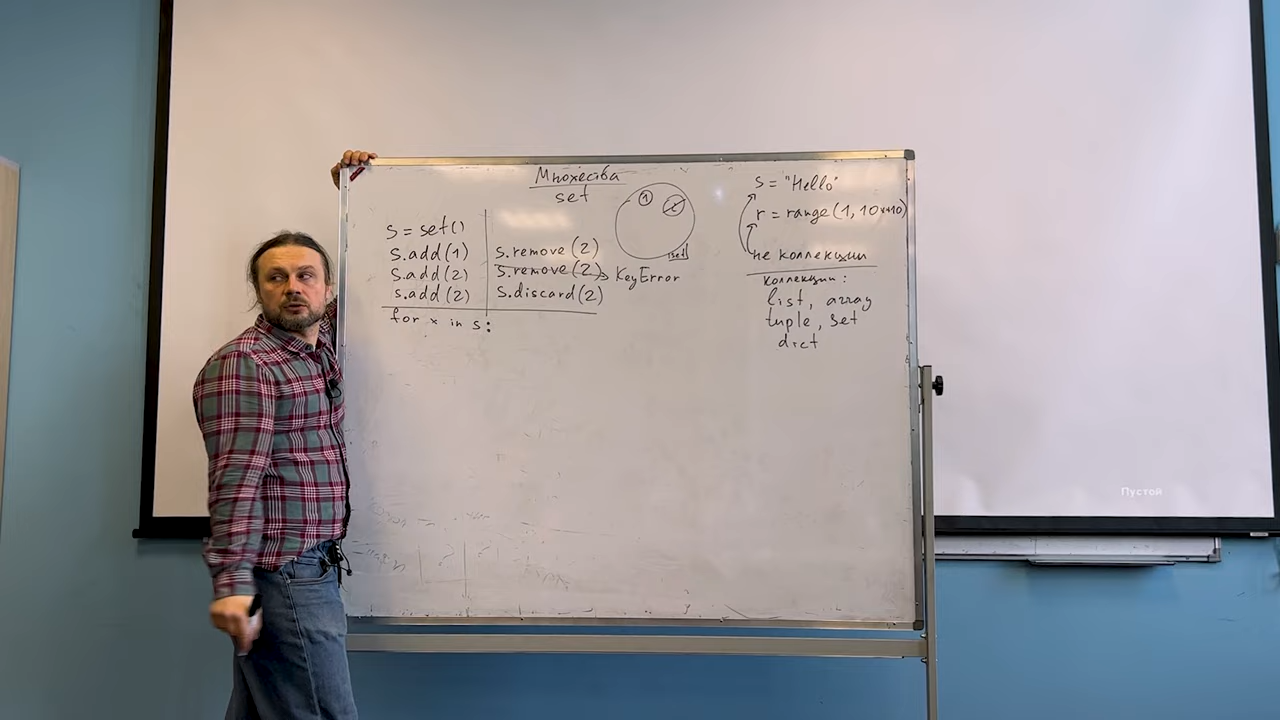 Множества
set
s = set()
s.add(1)
s.add(2)
s.add(2)
s.remove(2)
s.remove(2) → KeyError
s.discard(2)
for x in s:
1
2
set
s = "Hello"
r = range(1, 10**10)
не коллекции
коллекции:
list, array
tuple, set
dict
Пустой